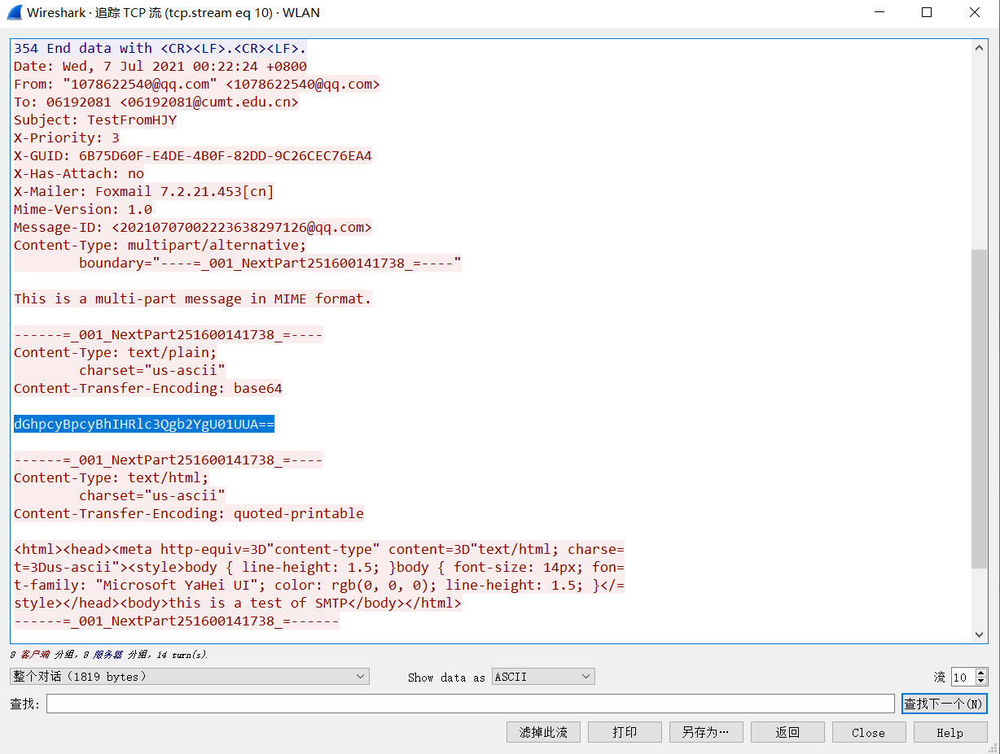 Wireshark · 追踪 TCP 流 (tcp.stream eq 10) · WLAN
354 End data with <CR><LF>.<CR><LF>.
Date: Wed, 7 Jul 2021 00:22:24 +0800
From: "1078622540@qq.com" <1078622540@qq.com>
To: 06192081 <06192081@cumt.edu.cn>
Subject: TestFromHJY
X-Priority: 3
X-GUID: 6B75D60F-E4DE-4B0F-82DD-9C26CEC76EA4
X-Has-Attach: no
X-Mailer: Foxmail 7.2.21.453[cn]
Mime-Version: 1.0
Message-ID: <20210707002223638297126@qq.com>
Content-Type: multipart/alternative;
boundary="----=_001_NextPart251600141738_=----"
This is a multi-part message in MIME format.
------=_001_NextPart251600141738_=----
Content-Type: text/plain;
charset="us-ascii"
Content-Transfer-Encoding: base64
dGhpcyBpcyBhIHRlc3Qgb2YgU01UUA==
------=_001_NextPart251600141738_=----
Content-Type: text/html;
charset="us-ascii"
Content-Transfer-Encoding: quoted-printable
<html><head><meta http-equiv=3D"content-type" content=3D"text/html; charse=
t=3Dus-ascii"><style>body { line-height: 1.5; }body { font-size: 14px; fon=
t-family: "Microsoft YaHei UI"; color: rgb(0, 0, 0); line-height: 1.5; }</=
style></head><body>this is a test of SMTP</body></html>
------=_001_NextPart251600141738_=------
9 客户端 分组, 9 服务器 分组, 14 turn(s).
整个对话 (1819 bytes) Show data as ASCII 流 10
查找: 查找下一个(N)
滤掉此流 打印 另存为… 返回 Close Help